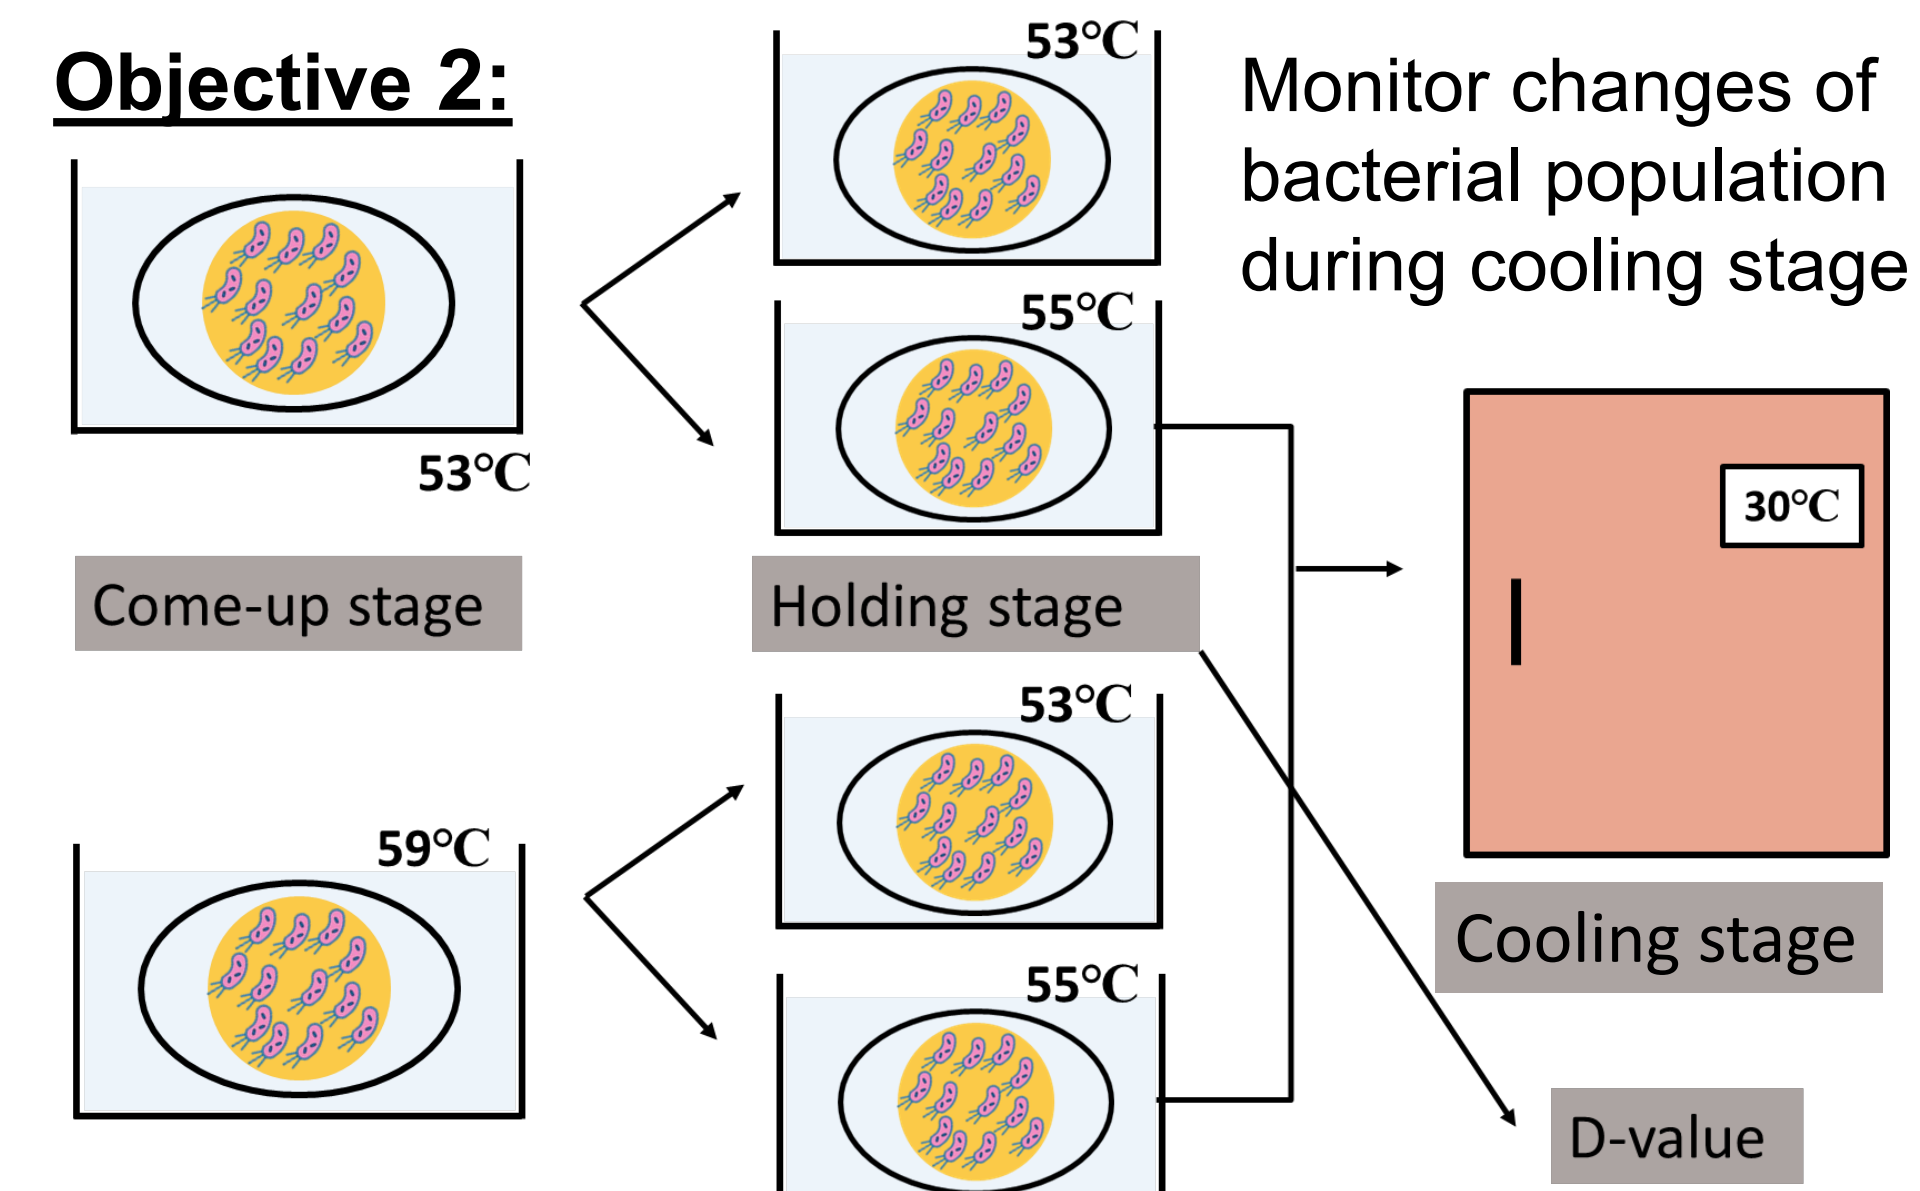 Objective 2:
53°C
Monitor changes of
bacterial population
during cooling stage
55°C
53°C
30°C
Come-up stage
Holding stage
53°C
59°C
Cooling stage
55°C
D-value